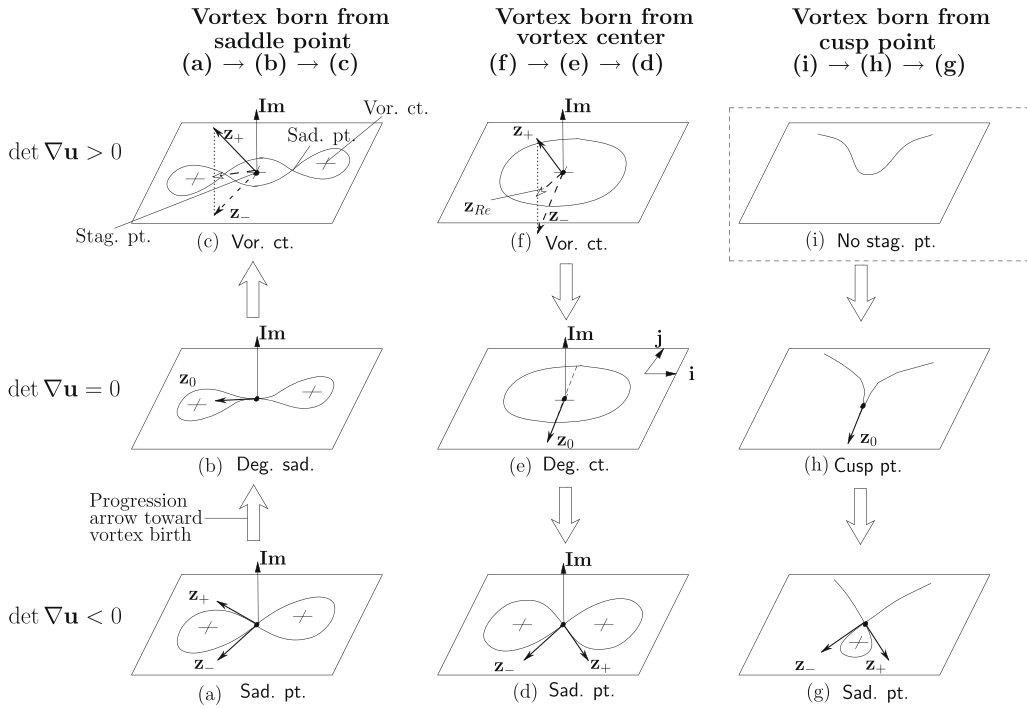 Vortex born from
saddle point
(a) → (b) → (c)
Vortex born from
vortex center
(f) → (e) → (d)
Vortex born from
cusp point
(i) → (h) → (g)
det ∇u > 0
Im
z₊
Vor. ct.
Sad. pt.
z₋
Stag. pt.
(c) Vor. ct.
z₊
z_Re
z₋
(f) Vor. ct.
(i) No stag. pt.
det ∇u = 0
Im
z₀
(b) Deg. sad.
Im
j
i
z₀
(e) Deg. ct.
z₀
(h) Cusp pt.
Progression
arrow toward
vortex birth
det ∇u < 0
Im
z₊
z₋
(a) Sad. pt.
Im
z₋
z₊
(d) Sad. pt.
z₋
z₊
(g) Sad. pt.